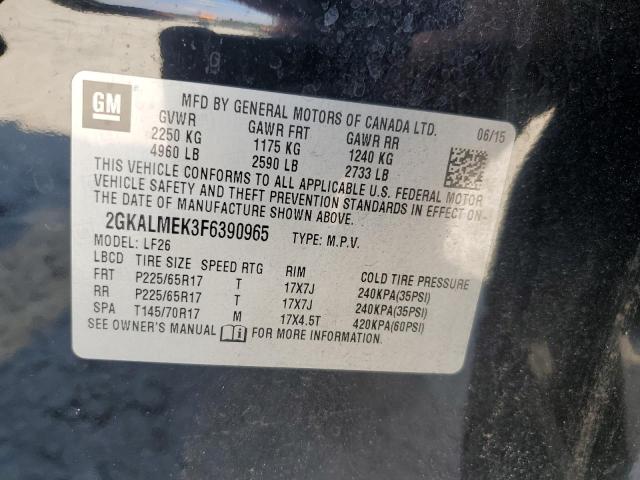 GM
MFD BY GENERAL MOTORS OF CANADA LTD. 06/15
GVWR GAWR FRT GAWR RR
2250 KG 1175 KG 1240 KG
4960 LB 2590 LB 2733 LB
THIS VEHICLE CONFORMS TO ALL APPLICABLE U.S. FEDERAL MOTOR
VEHICLE SAFETY AND THEFT PREVENTION STANDARDS IN EFFECT ON
THE DATE OF MANUFACTURE SHOWN ABOVE.
2GKALMEK3F6390965 TYPE: M.P.V.
MODEL: LF26
LBCD TIRE SIZE SPEED RTG RIM COLD TIRE PRESSURE
FRT P225/65R17 T 17X7J 240KPA(35PSI)
RR P225/65R17 T 17X7J 240KPA(35PSI)
SPA T145/70R17 M 17X4.5T 420KPA(60PSI)
SEE OWNER'S MANUAL FOR MORE INFORMATION.